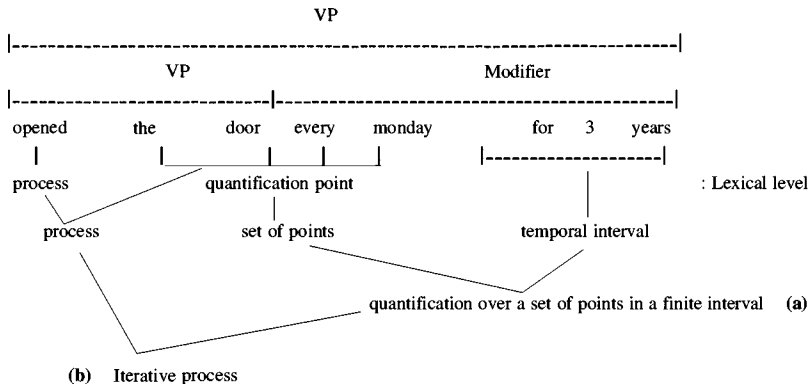 VP
VP Modifier
opened the door every monday for 3 years
process quantification point : Lexical level
process set of points temporal interval
quantification over a set of points in a finite interval (a)
(b) Iterative process